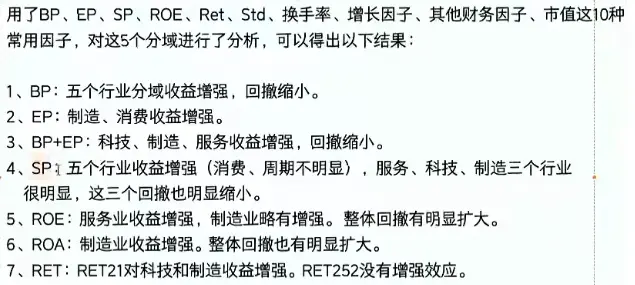 用了BP、EP、SP、ROE、Ret、Std、换手率、增长因子、其他财务因子、市值这10种
常用因子，对这5个分域进行了分析，可以得出以下结果：
1、BP：五个行业分域收益增强，回撤缩小。
2、EP：制造、消费收益增强。
3、BP+EP：科技、制造、服务收益增强，回撤缩小。
4、SP：五个行业收益增强（消费、周期不明显），服务、科技、制造三个行业
很明显，这三个回撤也明显缩小。
5、ROE：服务业收益增强，制造业略有增强。整体回撤有明显扩大。
6、ROA：制造业收益增强。整体回撤也有明显扩大。
7、RET：RET21对科技和制造收益增强。RET252没有增强效应。